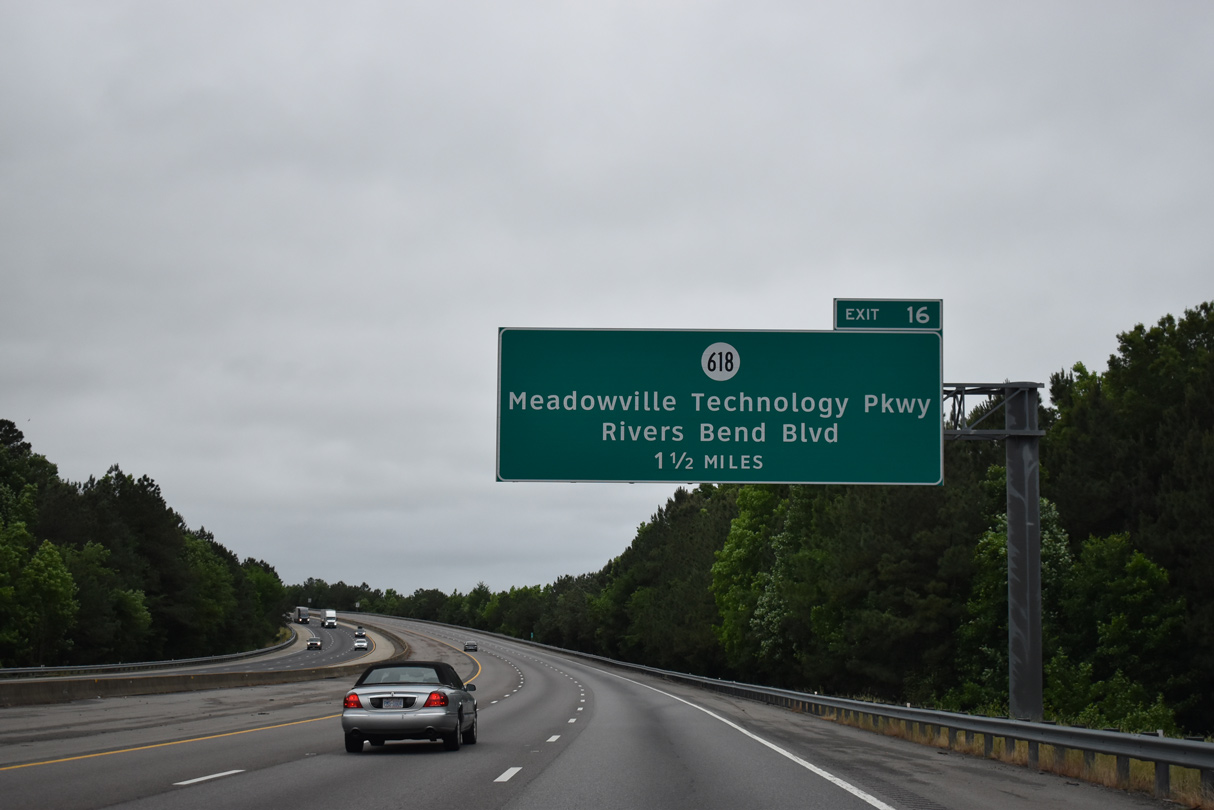 EXIT 16
618
Meadowville Technology Pkwy
Rivers Bend Blvd
1 1/2 MILES